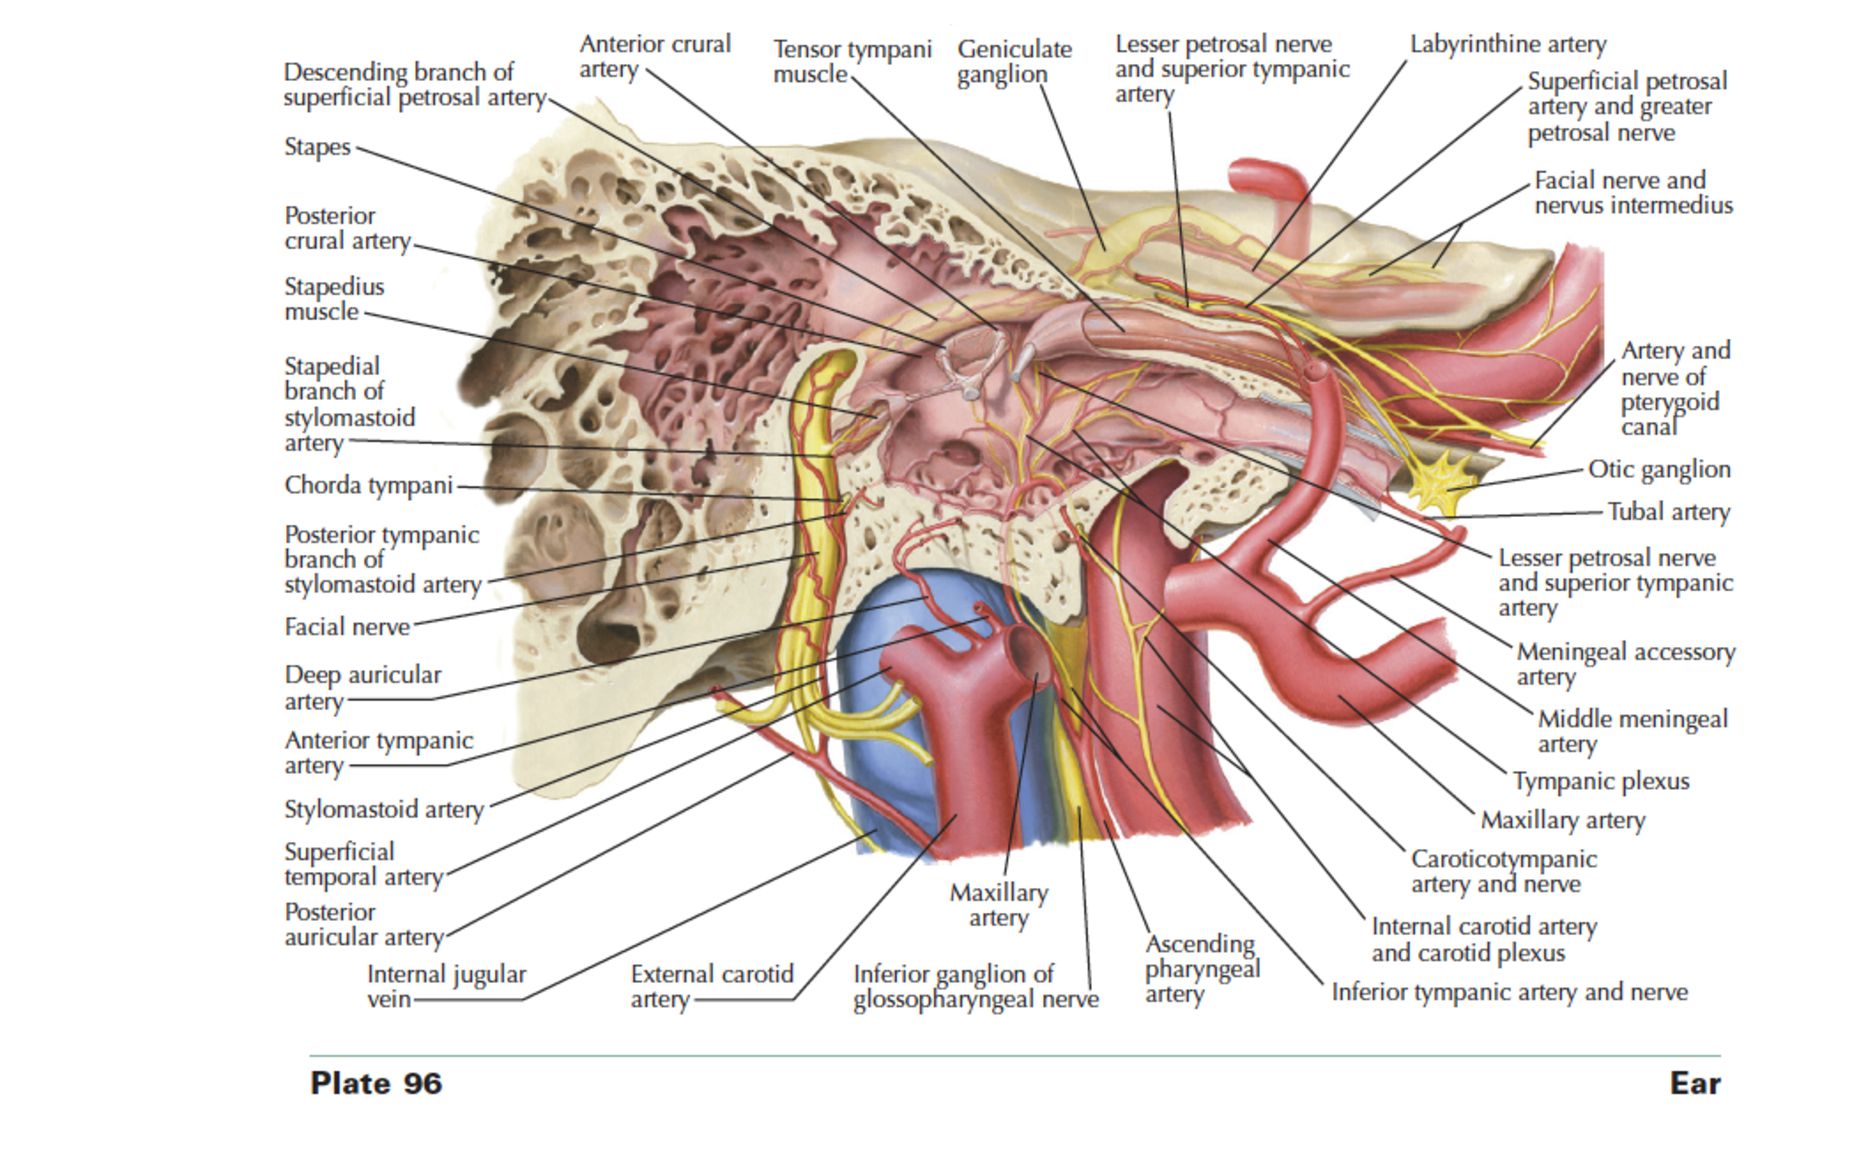 Anterior crural
artery
Tensor tympani
muscle
Geniculate
ganglion
Lesser petrosal nerve
and superior tympanic
artery
Labyrinthine artery
Descending branch of
superficial petrosal artery
Superficial petrosal
artery and greater
petrosal nerve
Stapes
Facial nerve and
nervus intermedius
Posterior
crural artery
Stapedius
muscle
Stapedial
branch of
stylomastoid
artery
Artery and
nerve of
pterygoid
canal
Otic ganglion
Chorda tympani
Tubal artery
Posterior tympanic
branch of
stylomastoid artery
Lesser petrosal nerve
and superior tympanic
artery
Facial nerve
Meningeal accessory
artery
Deep auricular
artery
Middle meningeal
artery
Anterior tympanic
artery
Tympanic plexus
Stylomastoid artery
Maxillary artery
Superficial
temporal artery
Caroticotympanic
artery and nerve
Maxillary
artery
Posterior
auricular artery
Internal carotid artery
and carotid plexus
Ascending
pharyngeal
artery
Internal jugular
vein
External carotid
artery
Inferior ganglion of
glossopharyngeal nerve
Inferior tympanic artery and nerve
Plate 96
Ear